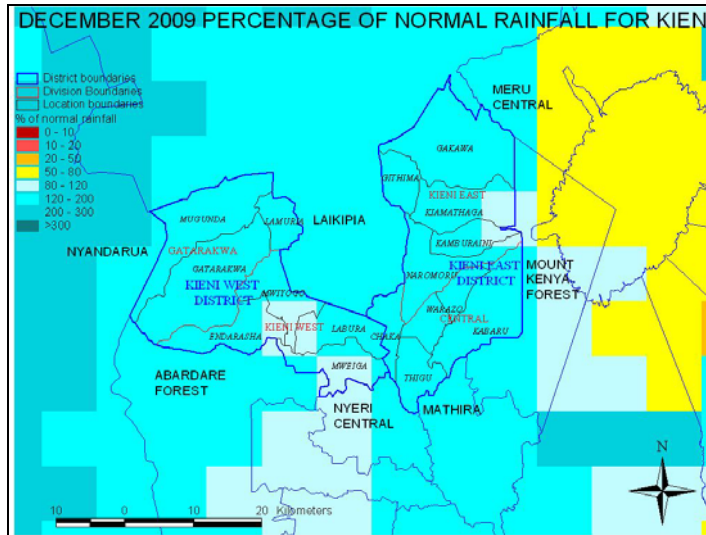 DECEMBER 2009 PERCENTAGE OF NORMAL RAINFALL FOR KIEN
District boundaries
Division Boundaries
Location boundaries
% of normal rainfall
0 - 10
10 - 20
20 - 50
50 - 80
80 - 120
120 - 200
200 - 300
>300
MERU
CENTRAL
GAKAWA
GITHIMA
KIENI EAST
KIAMATHAGA
MUGUNDA
LAMURIA
LAIKIPIA
KAMBURAINI
NYANDARUA
GATARAKWA
GATARAKWA
KIENI WEST
DISTRICT
NAROMORU
KIENI EAST
DISTRICT
MOUNT
KENYA
FOREST
MWIYOGO
WARAZO
CENTRAL
KABARU
KIENI WEST
LABURA
CHAKA
ENDARASHA
MWEIGA
THIGU
ABARDARE
FOREST
NYERI
CENTRAL
MATHIRA
N
10 0 10 20 Kilometers